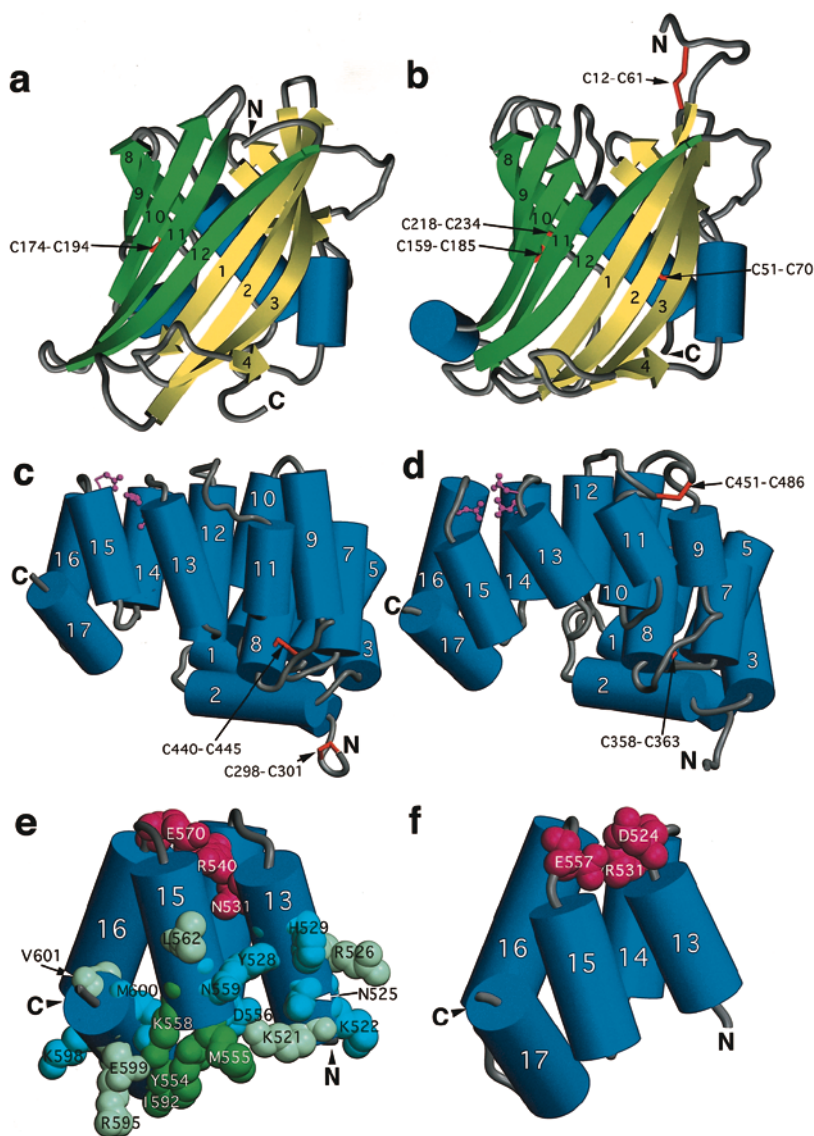 a
N
8
9
10
11
12
1
2
3
4
C174-C194
C
b
N
C12-C61
8
9
10
11
12
1
2
3
4
C218-C234
C159-C185
C51-C70
C
c
16
15
14
13
12
10
11
9
7
5
8
1
3
2
17
C
C440-C445
C298-C301
N
d
C451-C486
12
16
15
14
13
11
9
5
10
7
1
8
3
2
17
C
C358-C363
N
e
E570
R540
N531
15
13
16
L562
H529
R526
Y528
V601
M600
N559
N525
C
K558
D556
K521
K522
K598
M555
N
E599
Y554
I592
R595
f
D524
E557
R531
16
15
14
13
C
N
17